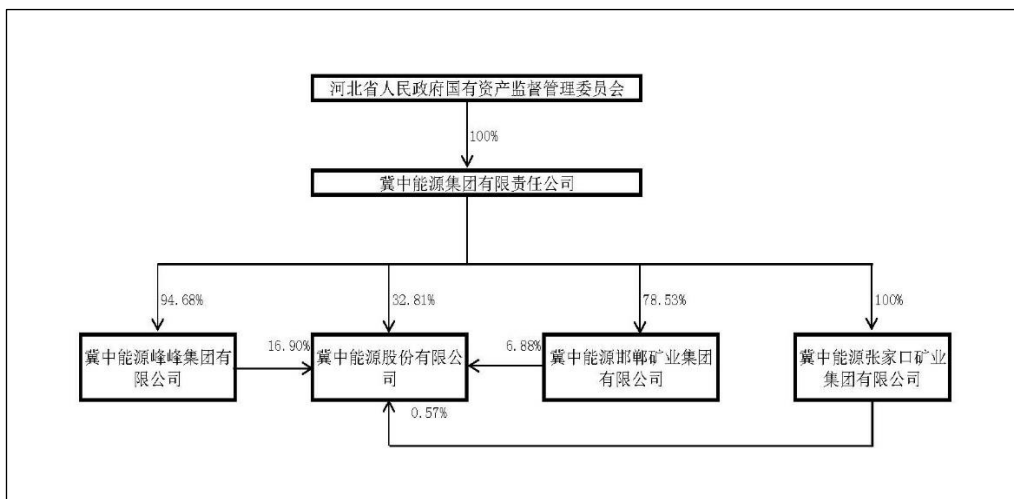 河北省人民政府国有资产监督管理委员会
100%
冀中能源集团有限责任公司
94.68%
32.81%
78.53%
100%
冀中能源峰峰集团有
限公司
16.90%
冀中能源股份有限公
司
6.88%
冀中能源邯郸矿业集团
有限公司
冀中能源张家口矿业
集团有限公司
0.57%